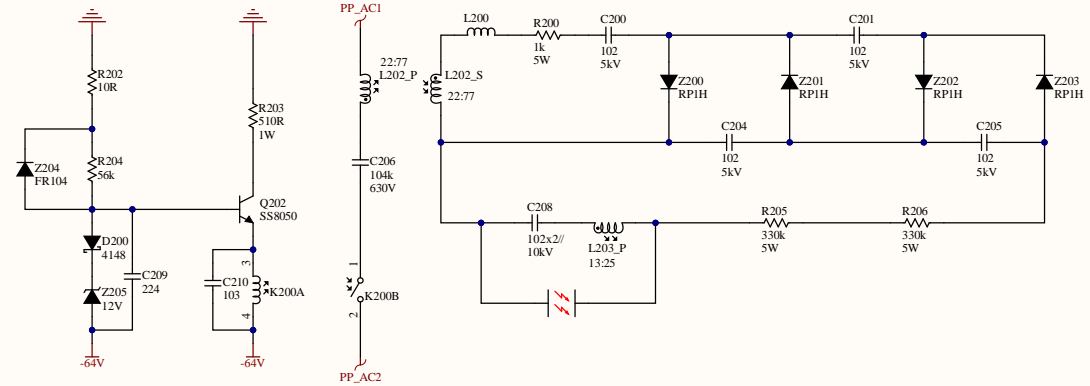 R202
10R
Z204
FR104
R204
56k
D200
4148
Z205
12V
C209
224
-64V
R203
510R
1W
Q202
SS8050
C210
103
3
K200A
4
-64V
PP_AC1
22:77
L202_P
C206
104k
630V
1
K200B
2
PP_AC2
L202_S
22:77
L200
R200
1k
5W
C200
102
5kV
C201
102
5kV
Z200
RP1H
Z201
RP1H
Z202
RP1H
Z203
RP1H
C204
102
5kV
C205
102
5kV
C208
102x2//
10kV
L203_P
13:25
R205
330k
5W
R206
330k
5W